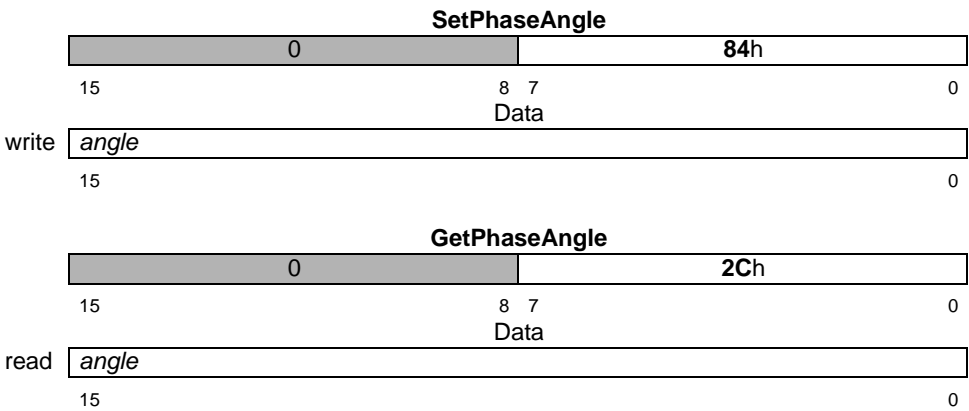 SetPhaseAngle
0 84h
15 8 7 0
Data
write angle
15 0
GetPhaseAngle
0 2Ch
15 8 7 0
Data
read angle
15 0